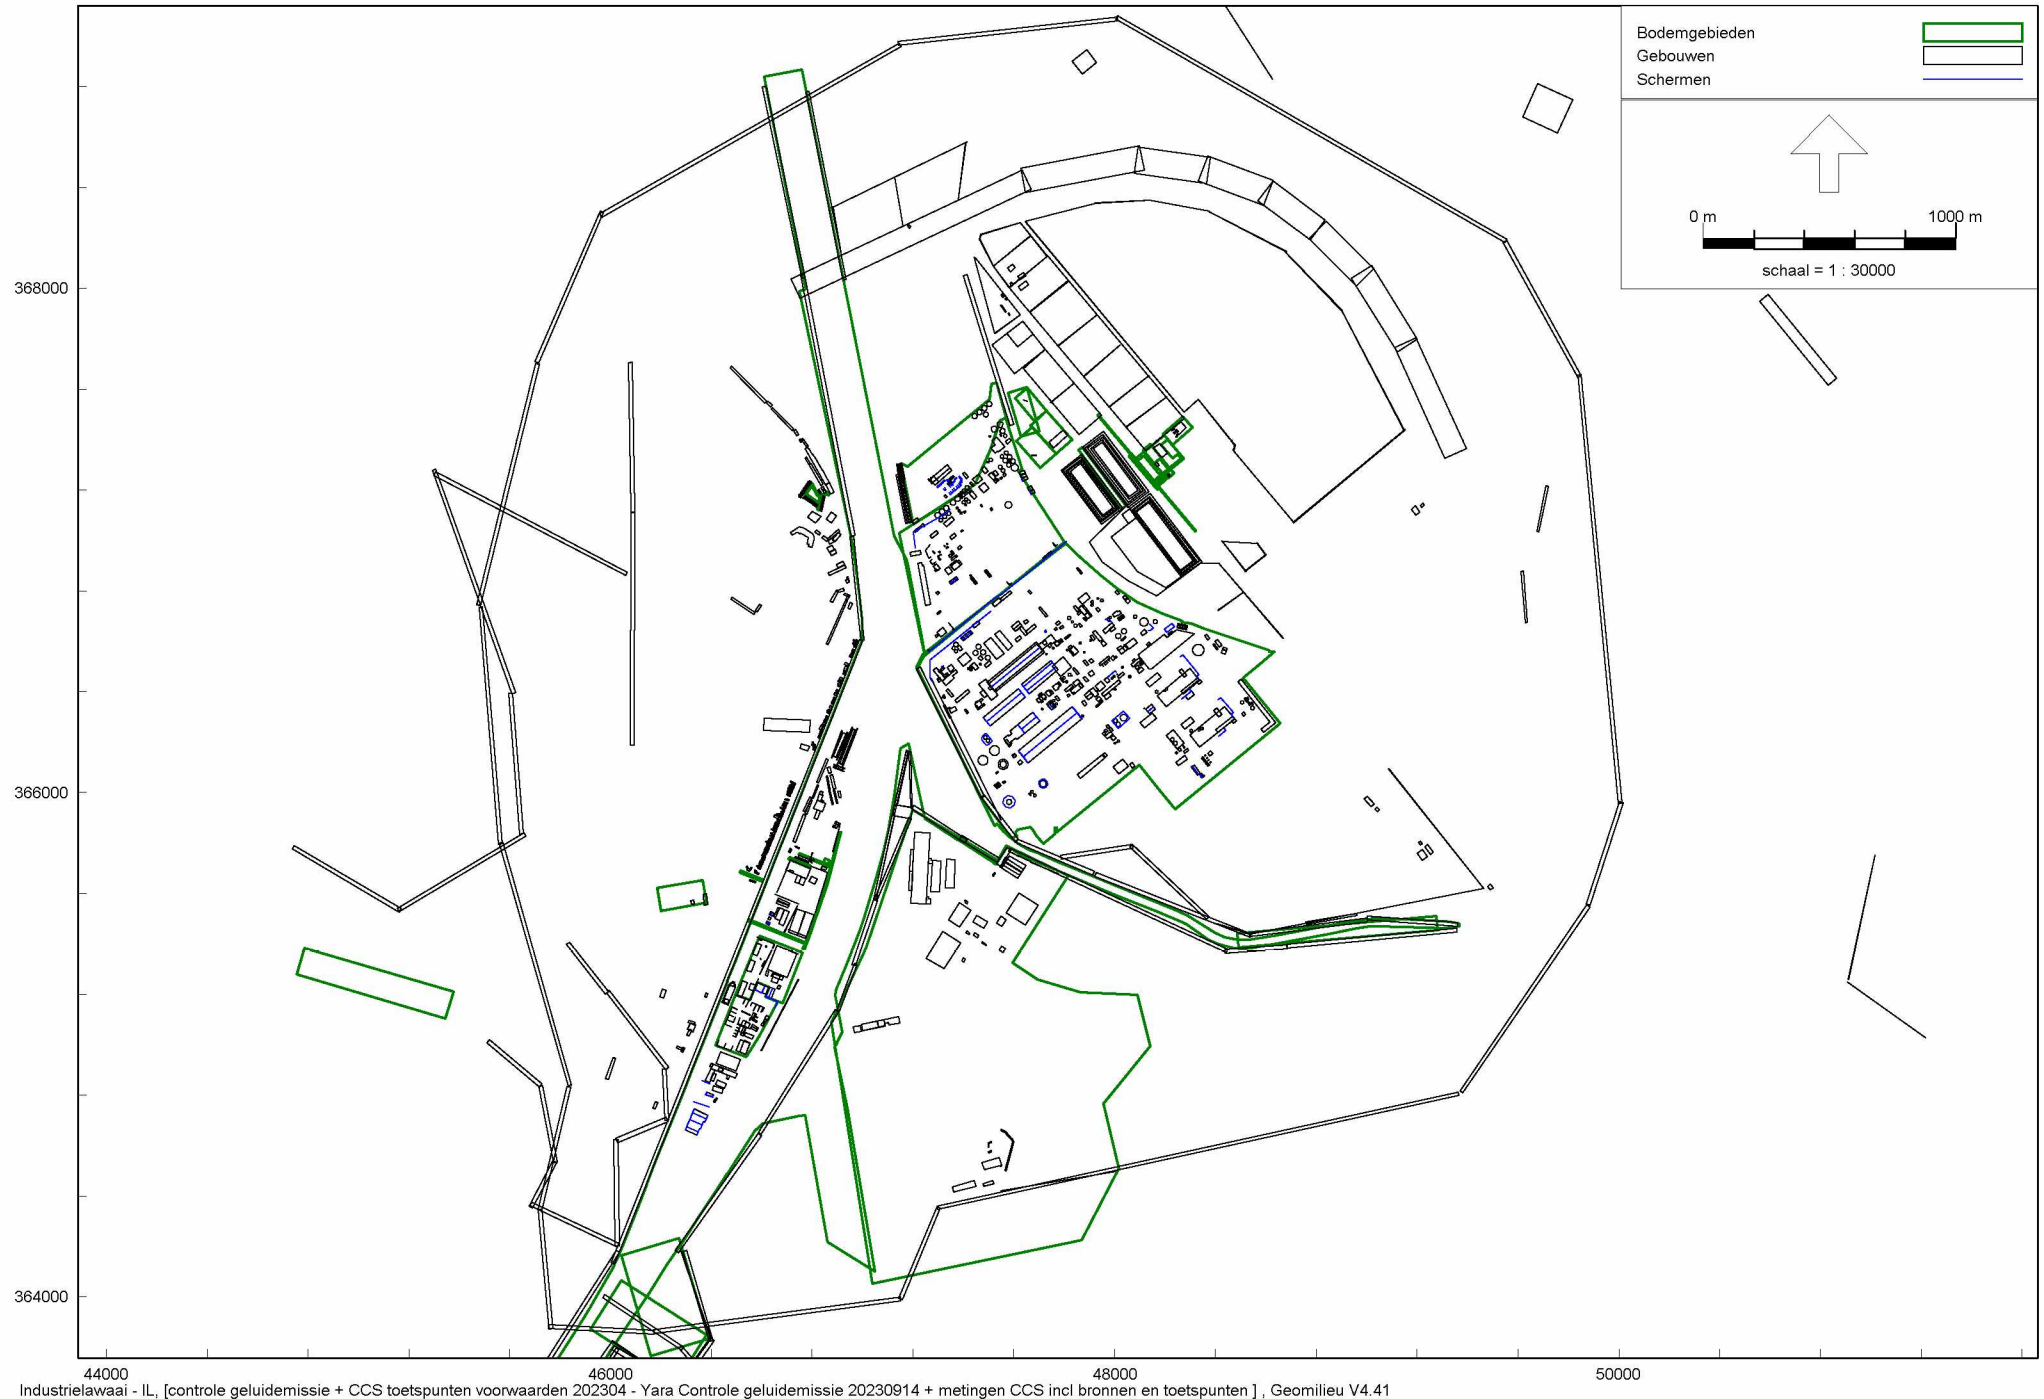 Bodemgebieden
Gebouwen
Schermen
0 m 1000 m
schaal = 1 : 30000
368000
366000
364000
44000 46000 48000 50000
Industrielawaai - IL, [controle geluidemissie + CCS toetspunten voorwaarden 202304 - Yara Controle geluidemissie 20230914 + metingen CCS incl bronnen en toetspunten ] , Geomilieu V4.41